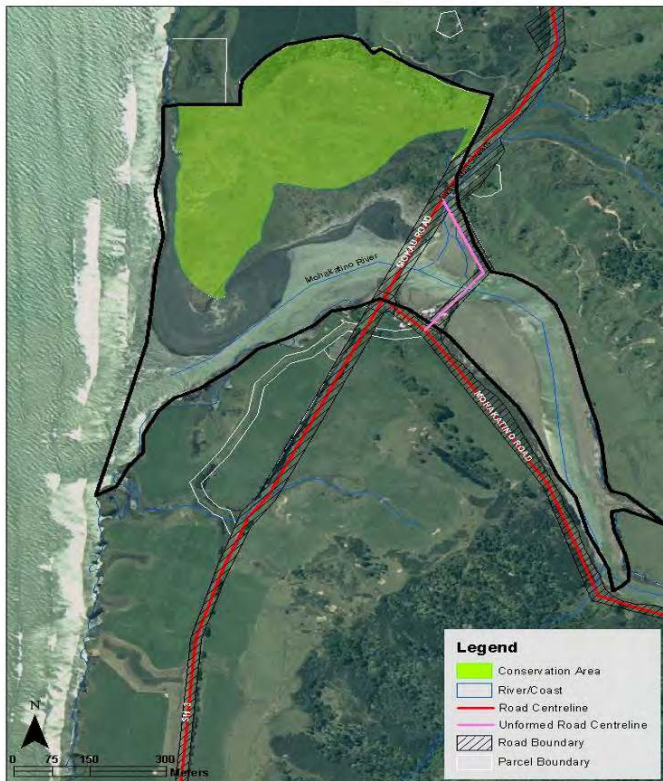 MOKAU ROAD
Mohakatino River
MOHAKATINO ROAD
SH 3
N
0 75 150 300
Meters
Legend
Conservation Area
River/Coast
Road Centreline
Unformed Road Centreline
Road Boundary
Parcel Boundary